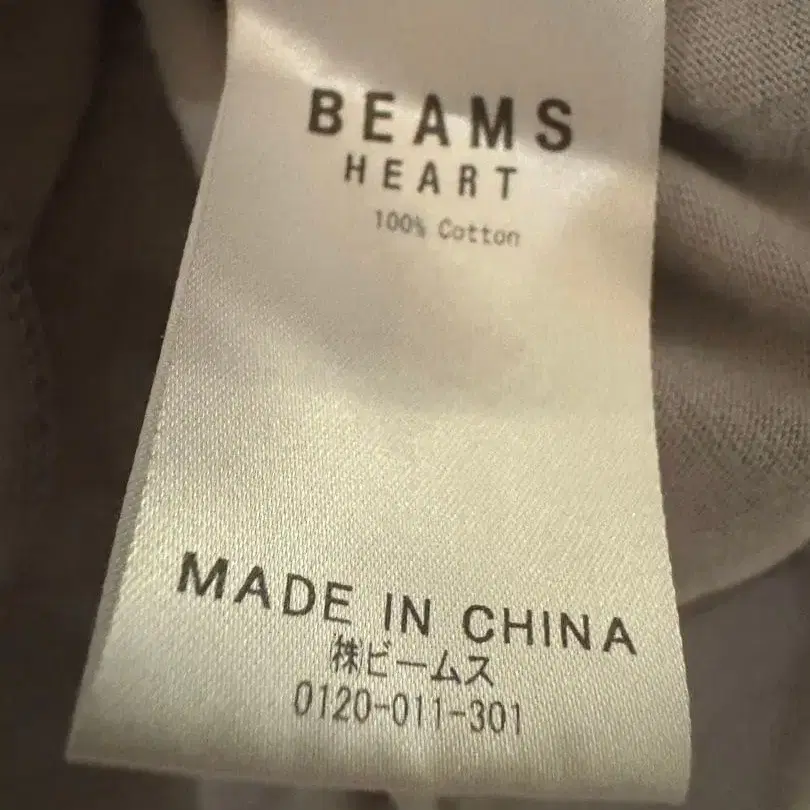 BEAMS
HEART
100% Cotton
MADE IN CHINA
㈱ビームス
0120-011-301